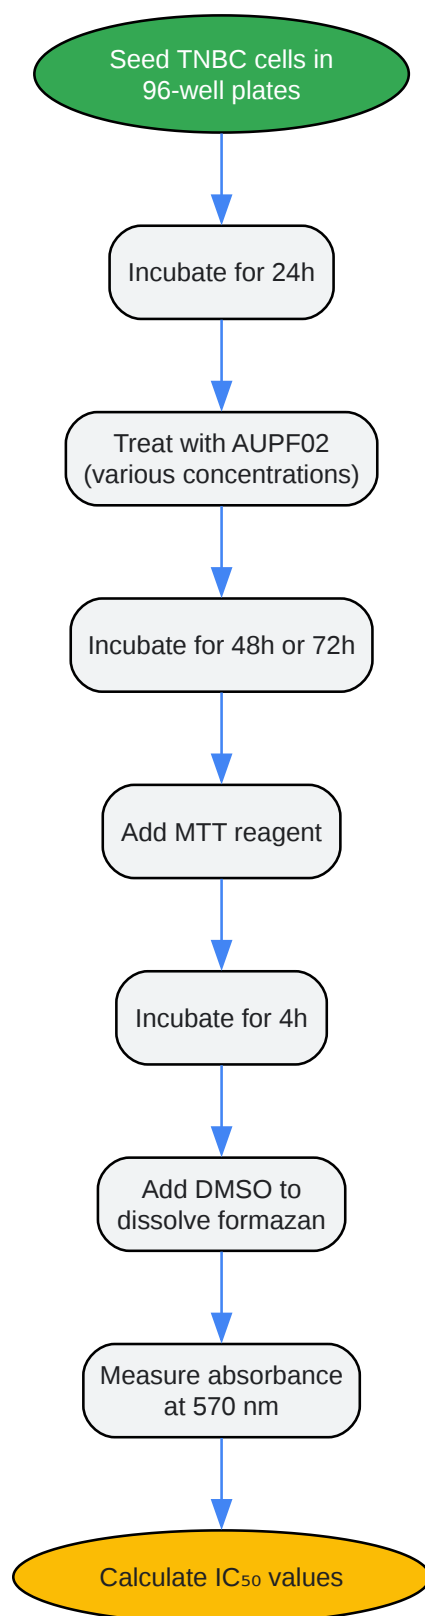 Seed TNBC cells in
96-well plates
Incubate for 24h
Treat with AUPF02
(various concentrations)
Incubate for 48h or 72h
Add MTT reagent
Incubate for 4h
Add DMSO to
dissolve formazan
Measure absorbance
at 570 nm
Calculate IC₅₀ values